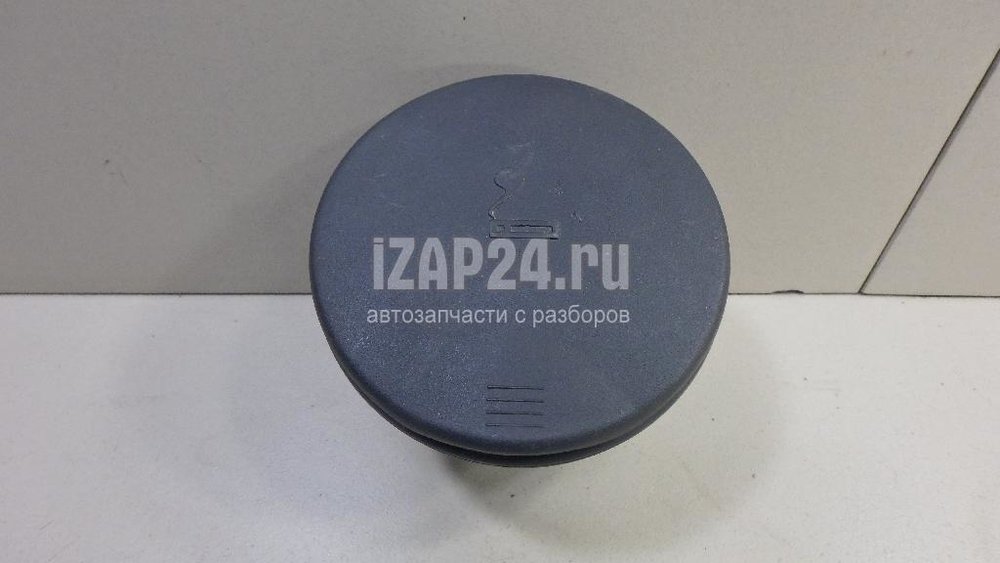 iZAP24.ru
автозапчасти с разборов